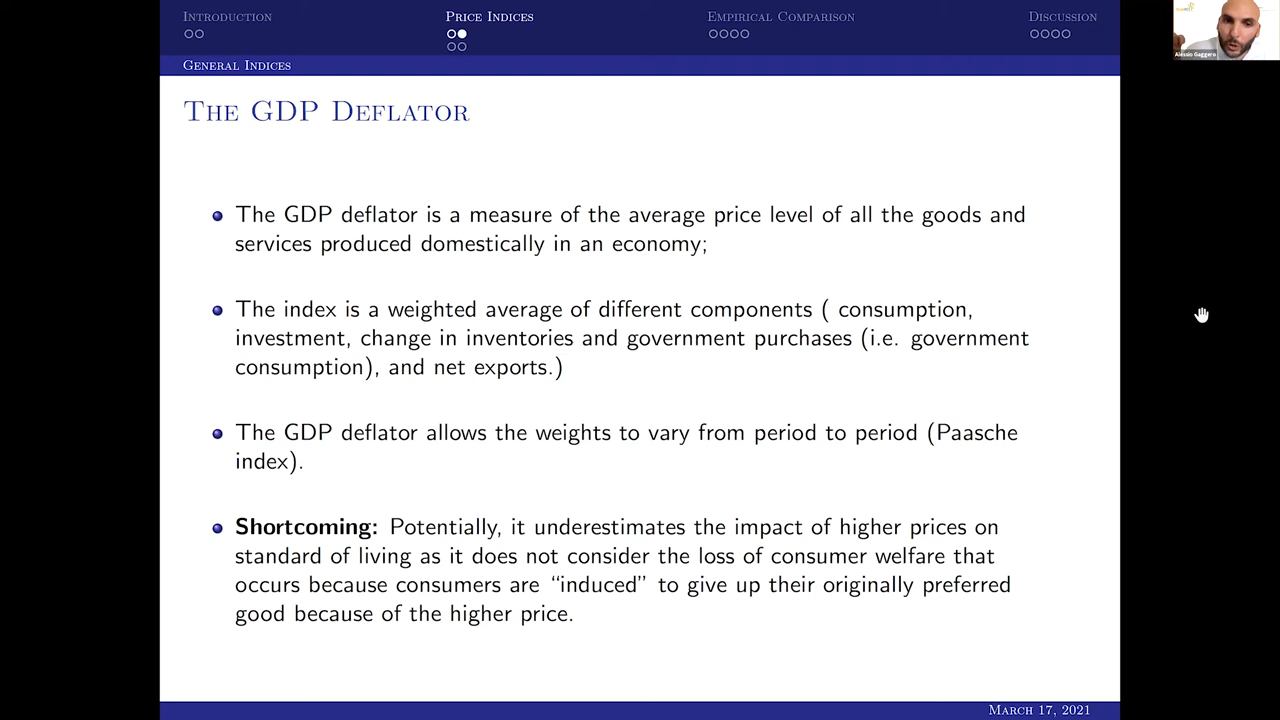 Introduction
Price Indices
Empirical Comparison
Discussion
General Indices
The GDP Deflator
The GDP deflator is a measure of the average price level of all the goods and
services produced domestically in an economy;
The index is a weighted average of different components ( consumption,
investment, change in inventories and government purchases (i.e. government
consumption), and net exports.)
The GDP deflator allows the weights to vary from period to period (Paasche
index).
Shortcoming: Potentially, it underestimates the impact of higher prices on
standard of living as it does not consider the loss of consumer welfare that
occurs because consumers are “induced” to give up their originally preferred
good because of the higher price.
March 17, 2021
Alessio Gaggero